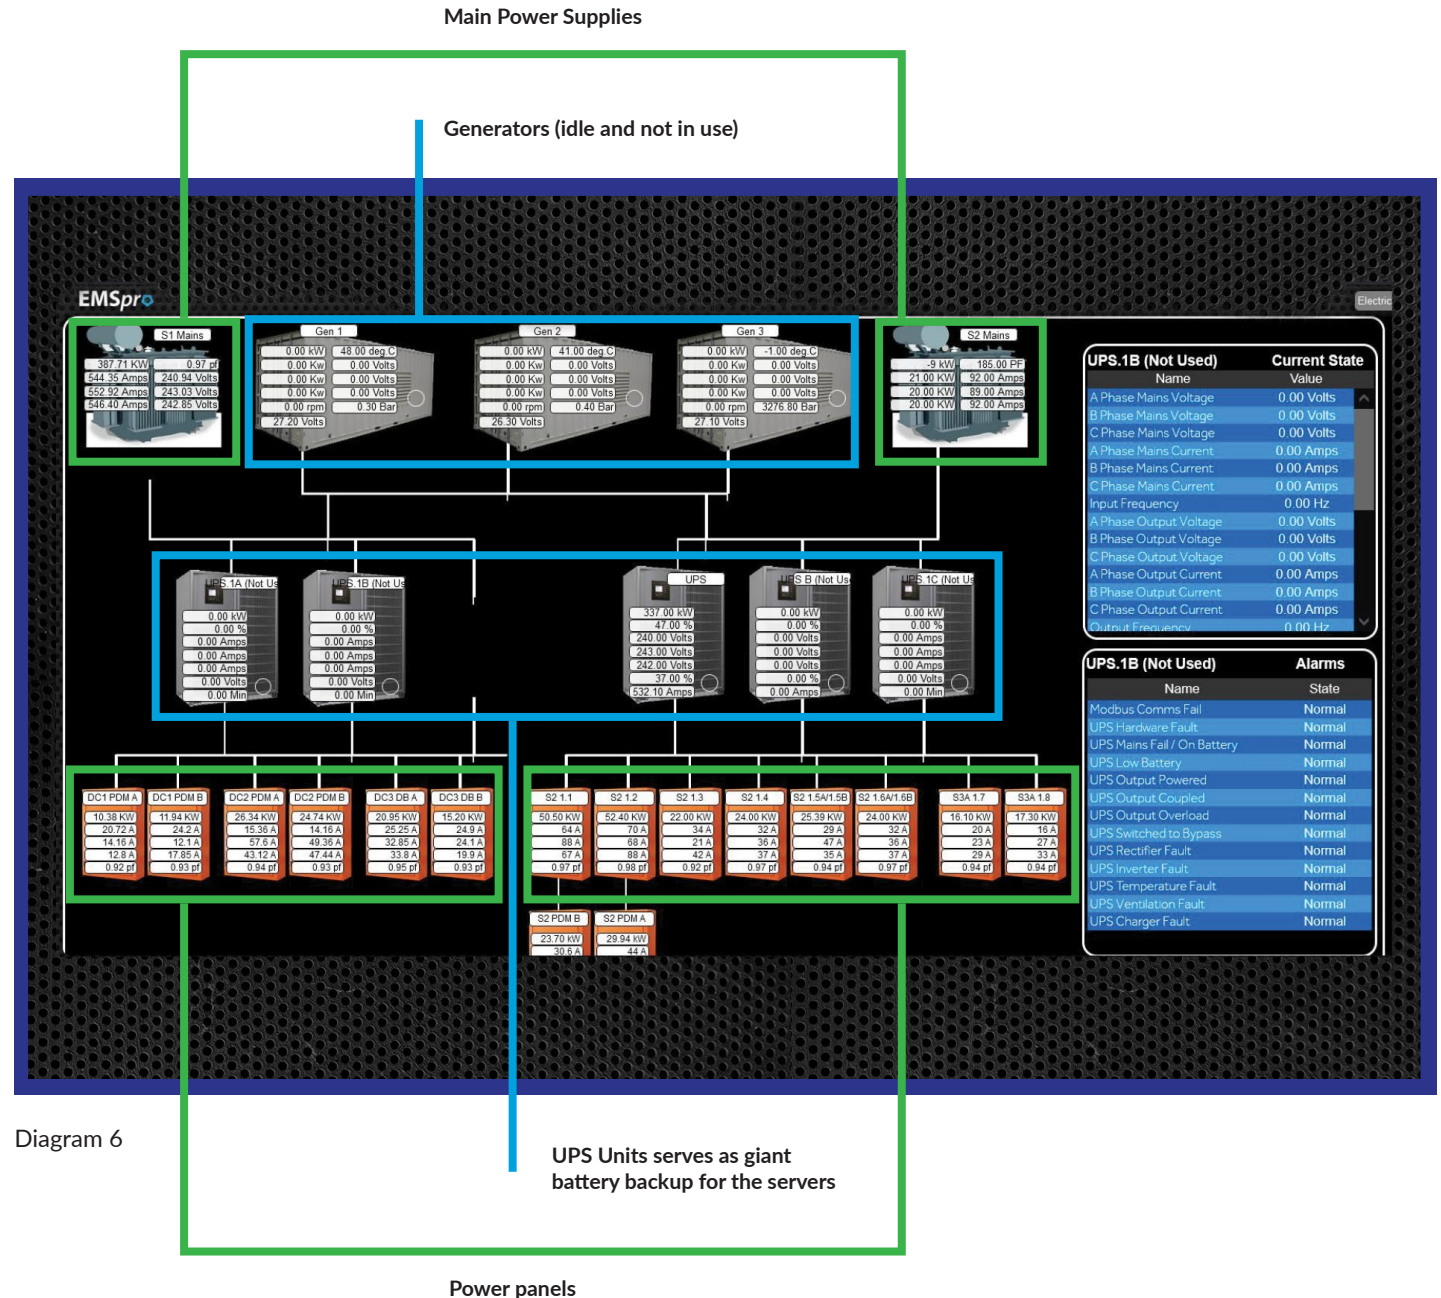 Main Power Supplies
Generators (idle and not in use)
EMSpro
Electric
S1 Mains
387.71 KW 0.97 pf
544.35 Amps 240.94 Volts
552.92 Amps 243.03 Volts
546.40 Amps 242.85 Volts
Gen 1
0.00 kW 48.00 deg.C
0.00 Kw 0.00 Volts
0.00 Kw 0.00 Volts
0.00 Kw 0.00 Volts
0.00 rpm 0.30 Bar
27.20 Volts
Gen 2
0.00 kW 41.00 deg.C
0.00 Kw 0.00 Volts
0.00 Kw 0.00 Volts
0.00 Kw 0.00 Volts
0.00 rpm 0.40 Bar
26.30 Volts
Gen 3
0.00 kW -1.00 deg.C
0.00 Kw 0.00 Volts
0.00 Kw 0.00 Volts
0.00 Kw 0.00 Volts
0.00 rpm 3276.80 Bar
27.10 Volts
S2 Mains
-9 kW 185.00 PF
21.00 KW 92.00 Amps
20.00 KW 89.00 Amps
20.00 KW 92.00 Amps
UPS.1B (Not Used) Current State
Name Value
A Phase Mains Voltage 0.00 Volts
B Phase Mains Voltage 0.00 Volts
C Phase Mains Voltage 0.00 Volts
A Phase Mains Current 0.00 Amps
B Phase Mains Current 0.00 Amps
C Phase Mains Current 0.00 Amps
Input Frequency 0.00 Hz
A Phase Output Voltage 0.00 Volts
B Phase Output Voltage 0.00 Volts
C Phase Output Voltage 0.00 Volts
A Phase Output Current 0.00 Amps
B Phase Output Current 0.00 Amps
C Phase Output Current 0.00 Amps
Output Frequency 0.00 Hz
UPS.1A (Not Us
0.00 kW
0.00 %
0.00 Amps
0.00 Amps
0.00 Amps
0.00 Volts
0.00 Min
UPS.1B (Not Us
0.00 kW
0.00 %
0.00 Amps
0.00 Amps
0.00 Amps
0.00 Volts
0.00 Min
UPS
337.00 kW
47.00 %
240.00 Volts
243.00 Volts
242.00 Volts
37.00 %
532.10 Amps
UPS B (Not Us
0.00 kW
0.00 %
0.00 Volts
0.00 Volts
0.00 Volts
0.00 %
0.00 Amps
UPS.1C (Not Us
0.00 kW
0.00 %
0.00 Amps
0.00 Amps
0.00 Amps
0.00 Volts
0.00 Min
UPS.1B (Not Used) Alarms
Name State
Modbus Comms Fail Normal
UPS Hardware Fault Normal
UPS Mains Fail / On Battery Normal
UPS Low Battery Normal
UPS Output Powered Normal
UPS Output Coupled Normal
UPS Output Overload Normal
UPS Switched to Bypass Normal
UPS Rectifier Fault Normal
UPS Inverter Fault Normal
UPS Temperature Fault Normal
UPS Ventilation Fault Normal
UPS Charger Fault Normal
DC1 PDM A
10.38 KW
20.72 A
14.16 A
12.8 A
0.92 pf
DC1 PDM B
11.94 KW
24.2 A
12.1 A
17.85 A
0.93 pf
DC2 PDM A
26.34 KW
15.36 A
57.6 A
43.12 A
0.94 pf
DC2 PDM B
24.74 KW
14.16 A
49.36 A
47.44 A
0.93 pf
DC3 DB A
20.95 KW
25.25 A
32.85 A
33.8 A
0.95 pf
DC3 DB B
15.20 KW
24.9 A
24.1 A
19.9 A
0.93 pf
S2 1.1
50.50 KW
64 A
88 A
67 A
0.97 pf
S2 1.2
52.40 KW
70 A
68 A
88 A
0.98 pf
S2 1.3
22.00 KW
34 A
21 A
42 A
0.92 pf
S2 1.4
24.00 KW
32 A
36 A
37 A
0.97 pf
S2 1.5A/1.5B
25.39 KW
29 A
47 A
35 A
0.94 pf
S2 1.6A/1.6B
24.00 KW
32 A
36 A
37 A
0.97 pf
S3A 1.7
16.10 KW
20 A
23 A
29 A
0.94 pf
S3A 1.8
17.30 KW
16 A
27 A
33 A
0.94 pf
S2 PDM B
23.70 kW
30.6 A
S2 PDM A
29.94 kW
44 A
Diagram 6
UPS Units serves as giant
battery backup for the servers
Power panels